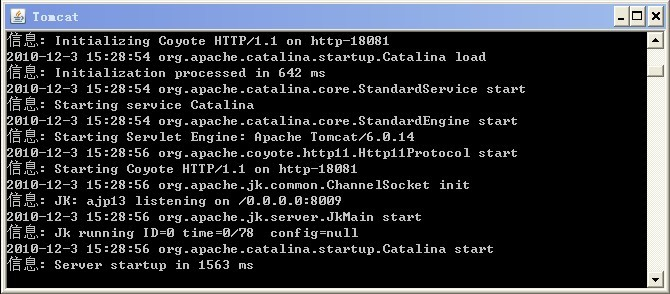 Tomcat
信息: Initializing Coyote HTTP/1.1 on http-18081
2010-12-3 15:28:54 org.apache.catalina.startup.Catalina load
信息: Initialization processed in 642 ms
2010-12-3 15:28:54 org.apache.catalina.core.StandardService start
信息: Starting service Catalina
2010-12-3 15:28:54 org.apache.catalina.core.StandardEngine start
信息: Starting Servlet Engine: Apache Tomcat/6.0.14
2010-12-3 15:28:56 org.apache.coyote.http11.Http11Protocol start
信息: Starting Coyote HTTP/1.1 on http-18081
2010-12-3 15:28:56 org.apache.jk.common.ChannelSocket init
信息: JK: ajp13 listening on /0.0.0.0:8009
2010-12-3 15:28:56 org.apache.jk.server.JkMain start
信息: Jk running ID=0 time=0/78  config=null
2010-12-3 15:28:56 org.apache.catalina.startup.Catalina start
信息: Server startup in 1563 ms